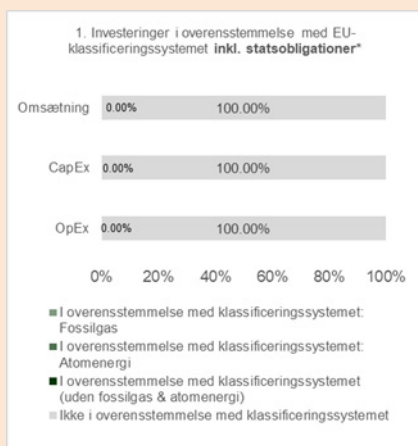 1. Investeringer i overensstemmelse med EU-
klassificeringssystemet inkl. statsobligationer*
Omsætning 0.00% 100.00%
CapEx 0.00% 100.00%
OpEx 0.00% 100.00%
0% 20% 40% 60% 80% 100%
I overensstemmelse med klassificeringssystemet:
Fossilgas
I overensstemmelse med klassificeringssystemet:
Atomenergi
I overensstemmelse med klassificeringssystemet
(uden fossilgas & atomenergi)
Ikke i overensstemmelse med klassificeringssystemet